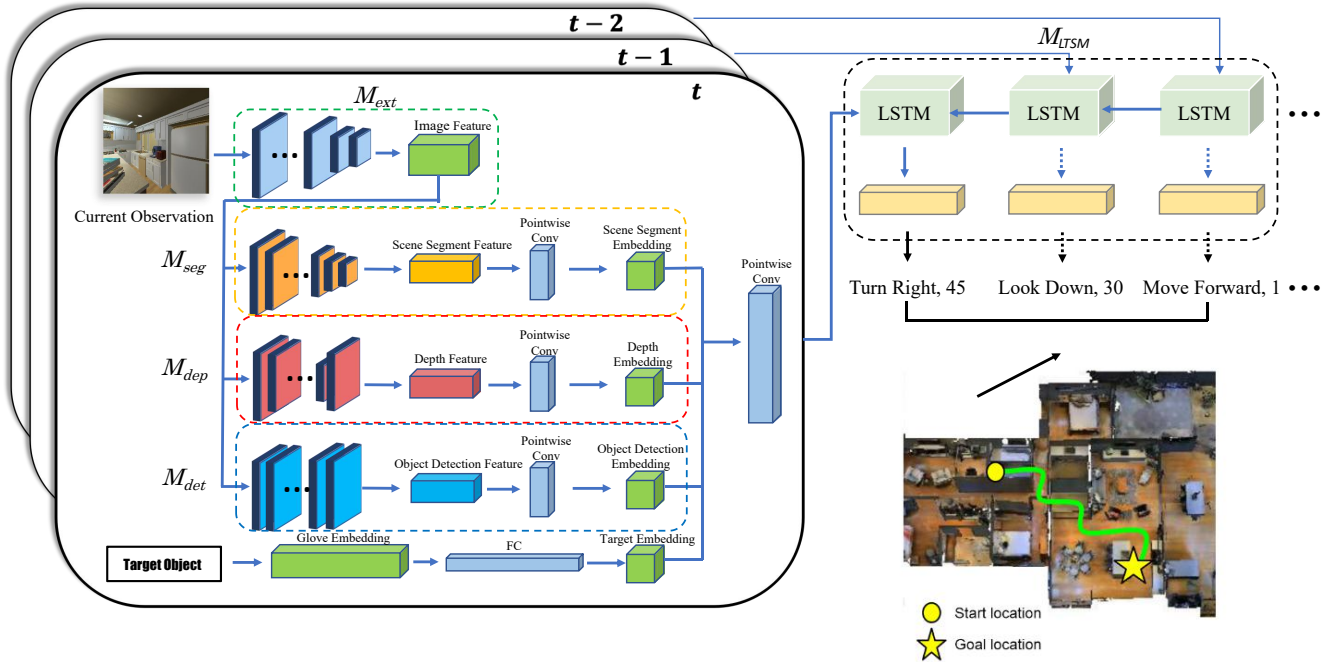 t − 2
t − 1
t
M_ext
Image Feature
Current Observation
M_seg
Scene Segment Feature
Pointwise
Conv
Scene Segment
Embedding
M_dep
Depth Feature
Pointwise
Conv
Depth
Embedding
M_det
Object Detection Feature
Pointwise
Conv
Object Detection
Embedding
Target Object
Glove Embedding
FC
Target Embedding
Pointwise
Conv
M_LTSM
LSTM
LSTM
LSTM
Turn Right, 45
Look Down, 30
Move Forward, 1
Start location
Goal location